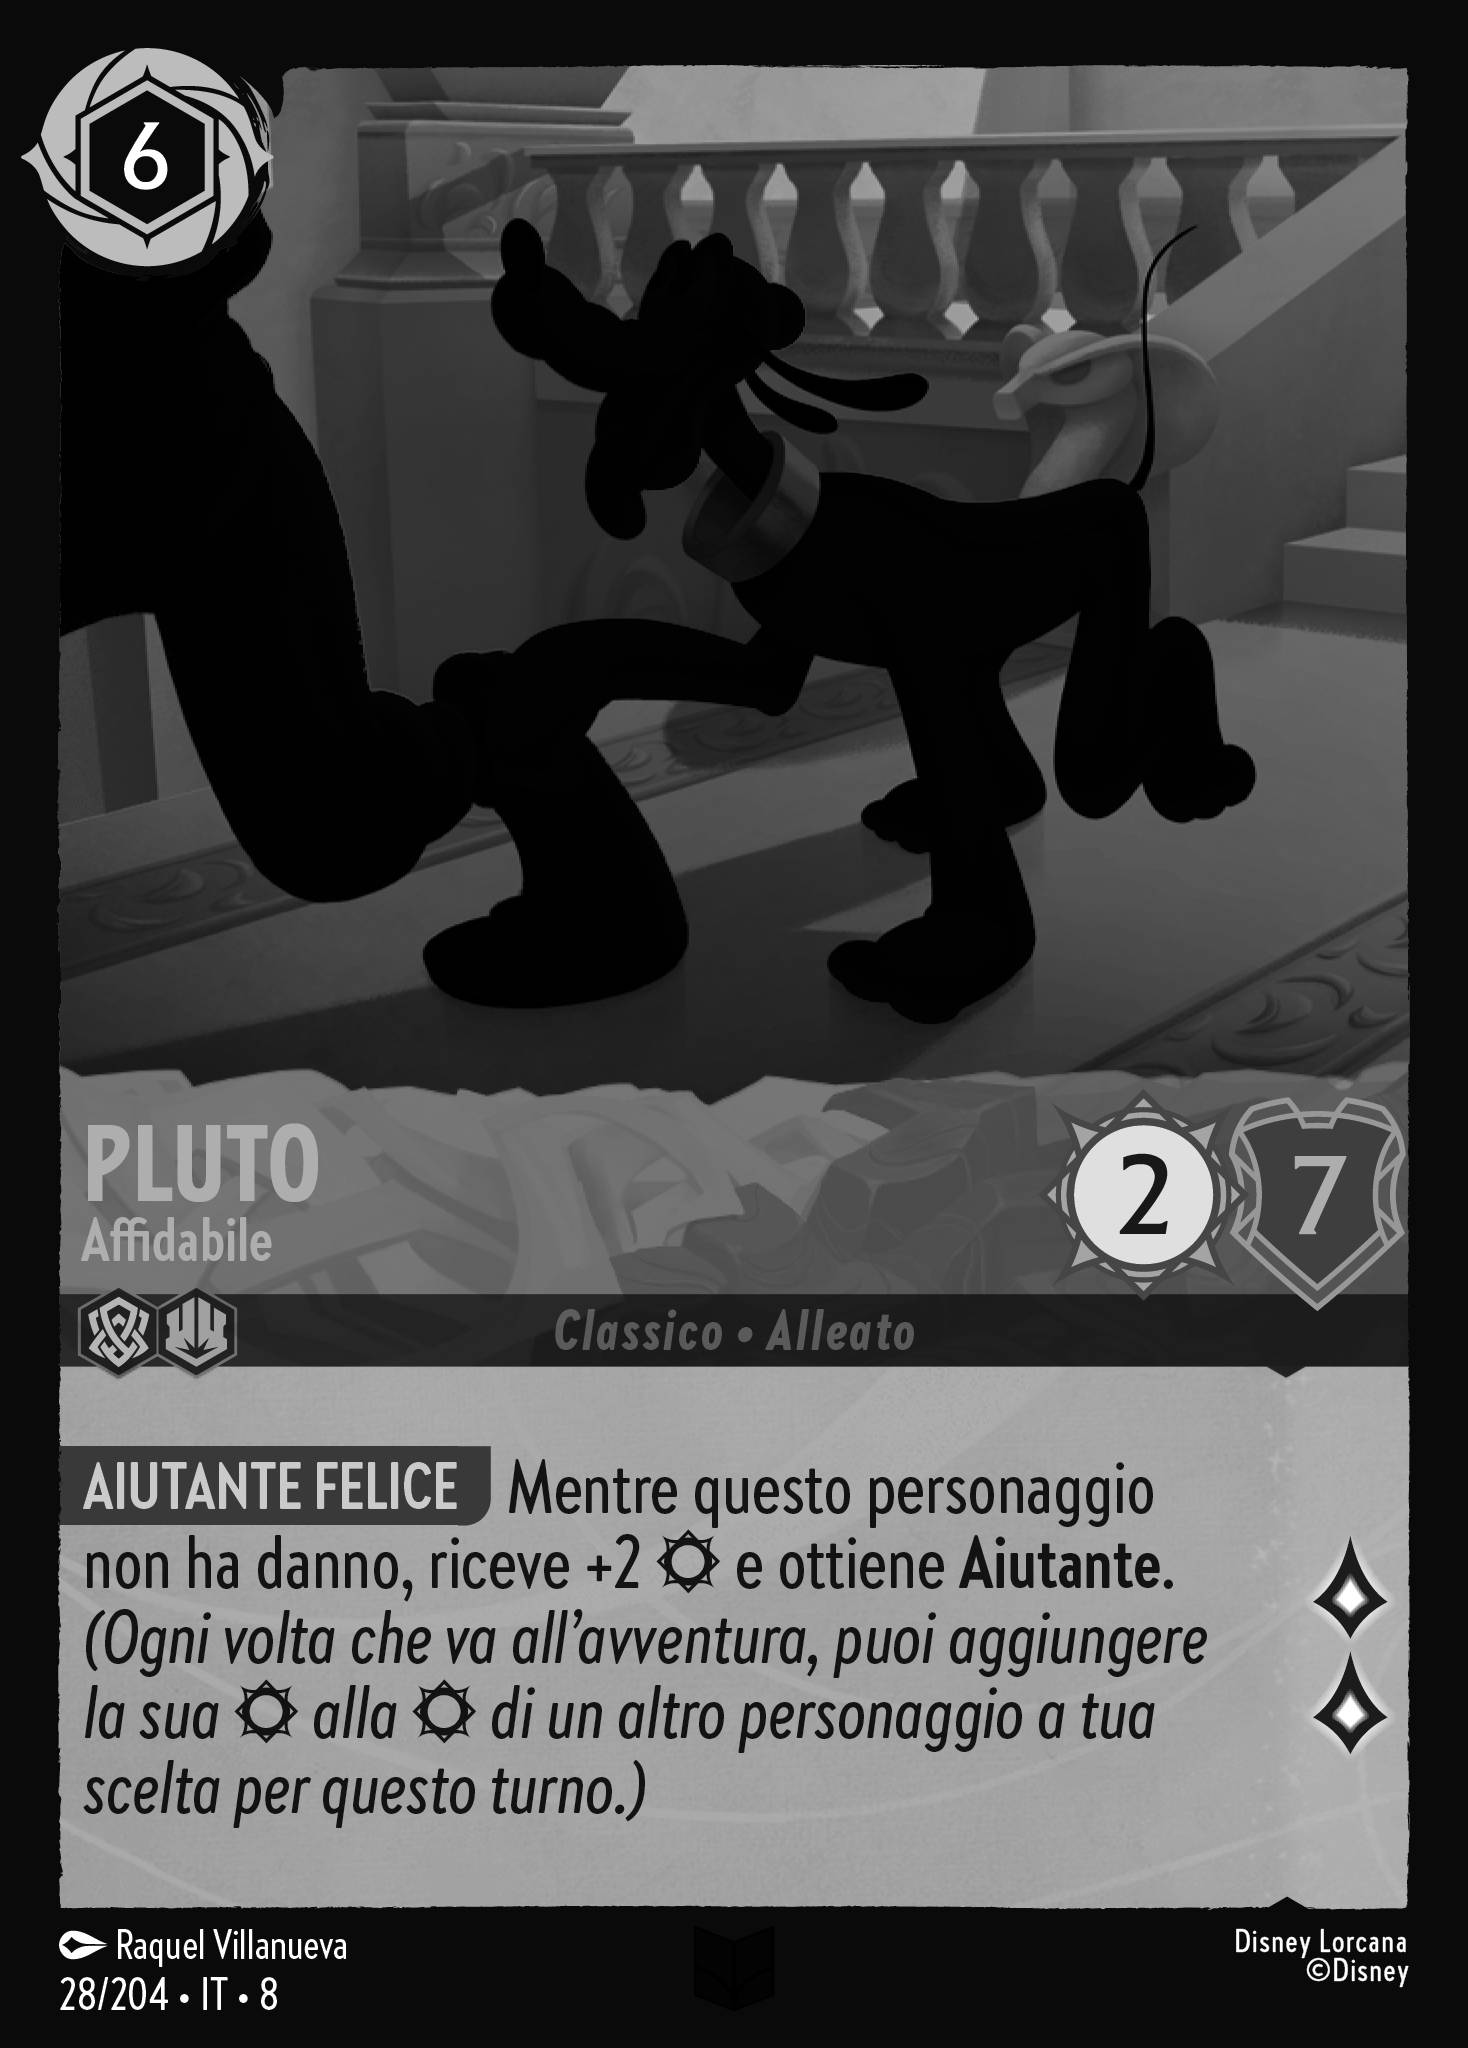 6
PLUTO
Affidabile
2
7
Classico • Alleato
AIUTANTE FELICE Mentre questo personaggio
non ha danno, riceve +2 e ottiene Aiutante.
(Ogni volta che va all’avventura, puoi aggiungere
la sua alla di un altro personaggio a tua
scelta per questo turno.)
Raquel Villanueva
28/204 • IT • 8
Disney Lorcana
©Disney